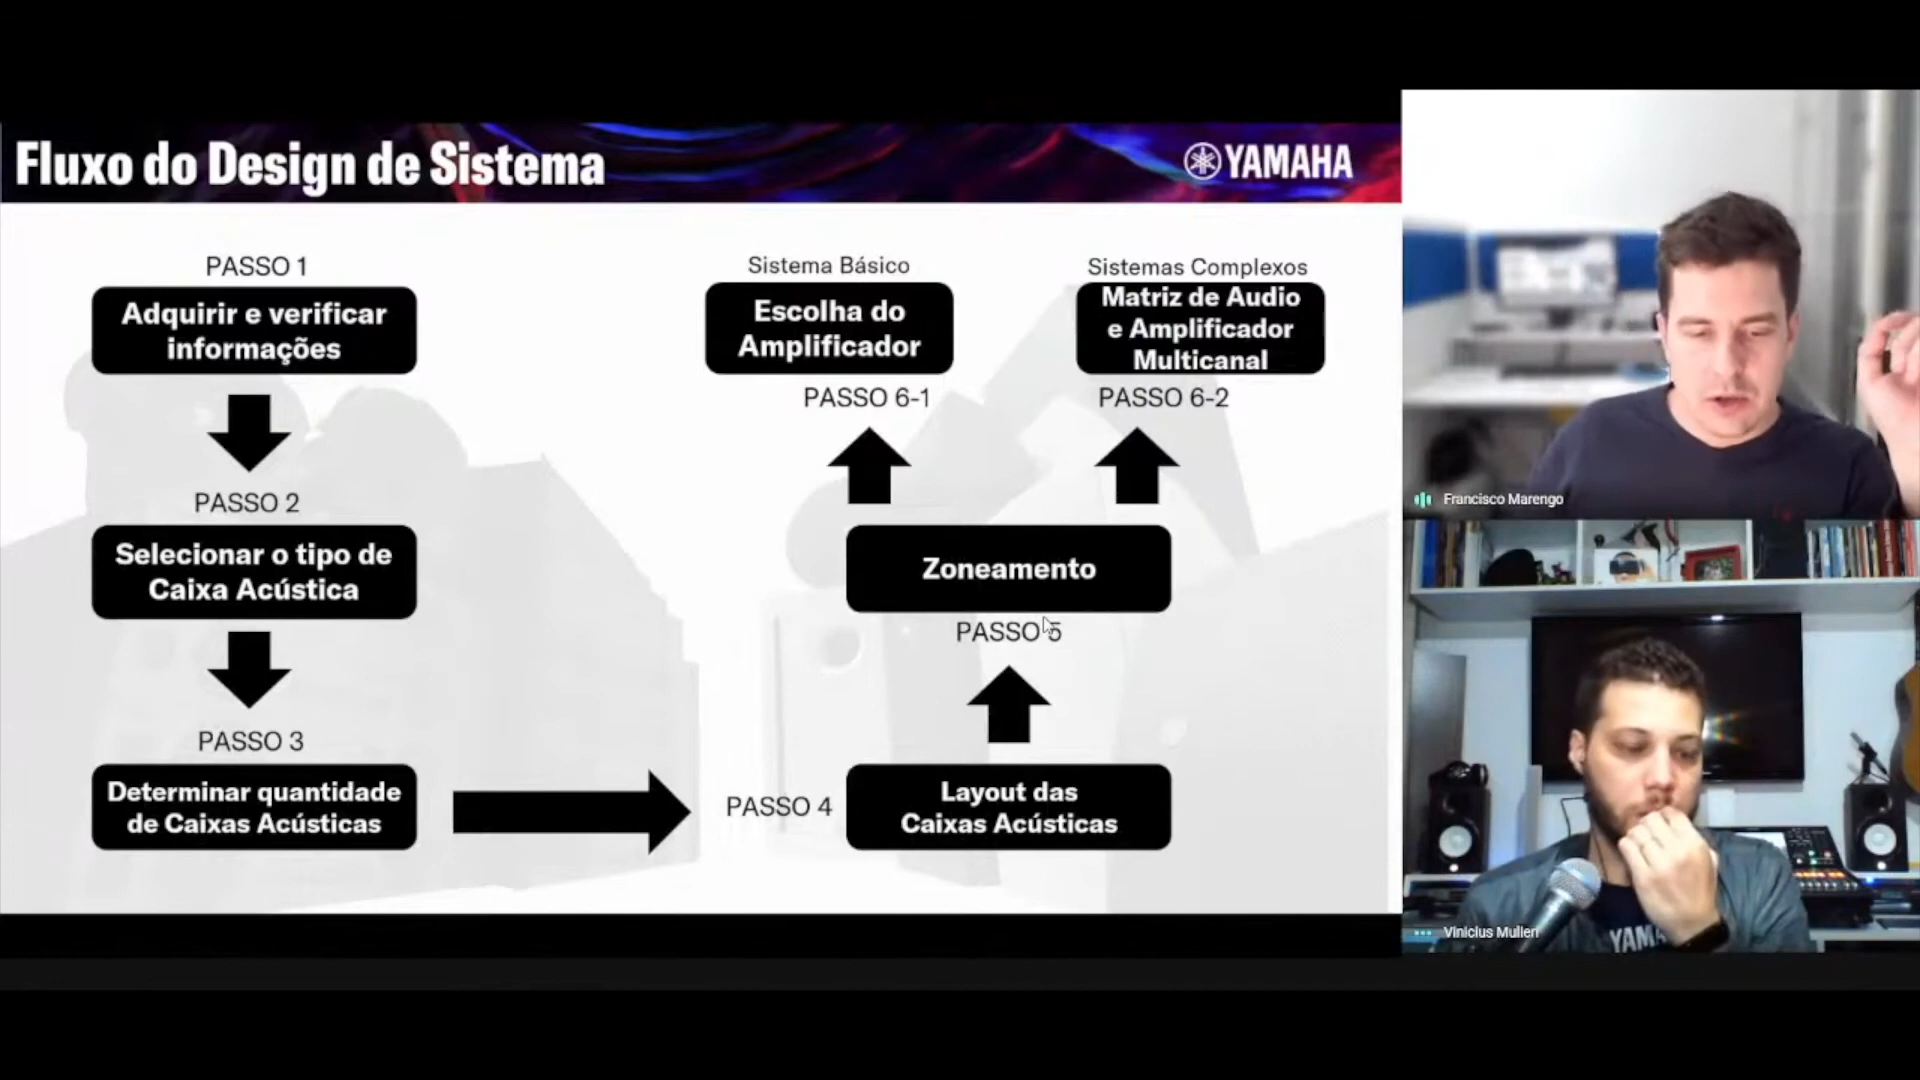 Fluxo do Design de Sistema
YAMAHA
PASSO 1
Adquirir e verificar
informações
PASSO 2
Selecionar o tipo de
Caixa Acústica
PASSO 3
Determinar quantidade
de Caixas Acústicas
PASSO 4
Layout das
Caixas Acústicas
PASSO 5
Zoneamento
PASSO 6-1
Sistema Básico
Escolha do
Amplificador
PASSO 6-2
Sistemas Complexos
Matriz de Audio
e Amplificador
Multicanal
Francisco Marengo
Vinicius Mulieri
YAMA